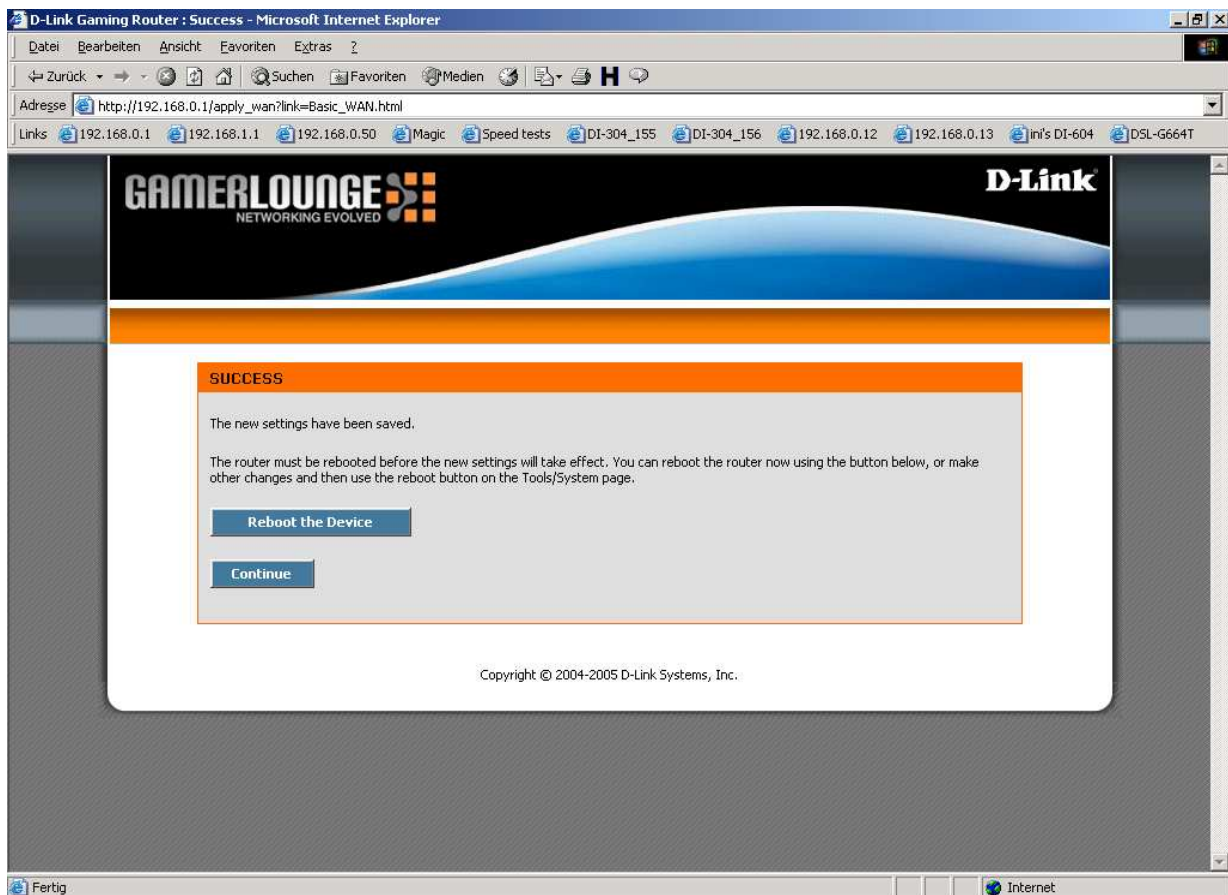 D-Link Gaming Router : Success - Microsoft Internet Explorer
Datei Bearbeiten Ansicht Favoriten Extras ?
Zurück Suchen Favoriten Medien H
Adresse http://192.168.0.1/apply_wan?link=Basic_WAN.html
Links 192.168.0.1 192.168.1.1 192.168.0.50 Magic Speed tests DI-304_155 DI-304_156 192.168.0.12 192.168.0.13 ini's DI-604 DSL-G664T
GAMERLOUNGE
NETWORKING EVOLVED
D-Link
SUCCESS
The new settings have been saved.
The router must be rebooted before the new settings will take effect. You can reboot the router now using the button below, or make
other changes and then use the reboot button on the Tools/System page.
Reboot the Device
Continue
Copyright © 2004-2005 D-Link Systems, Inc.
Fertig Internet